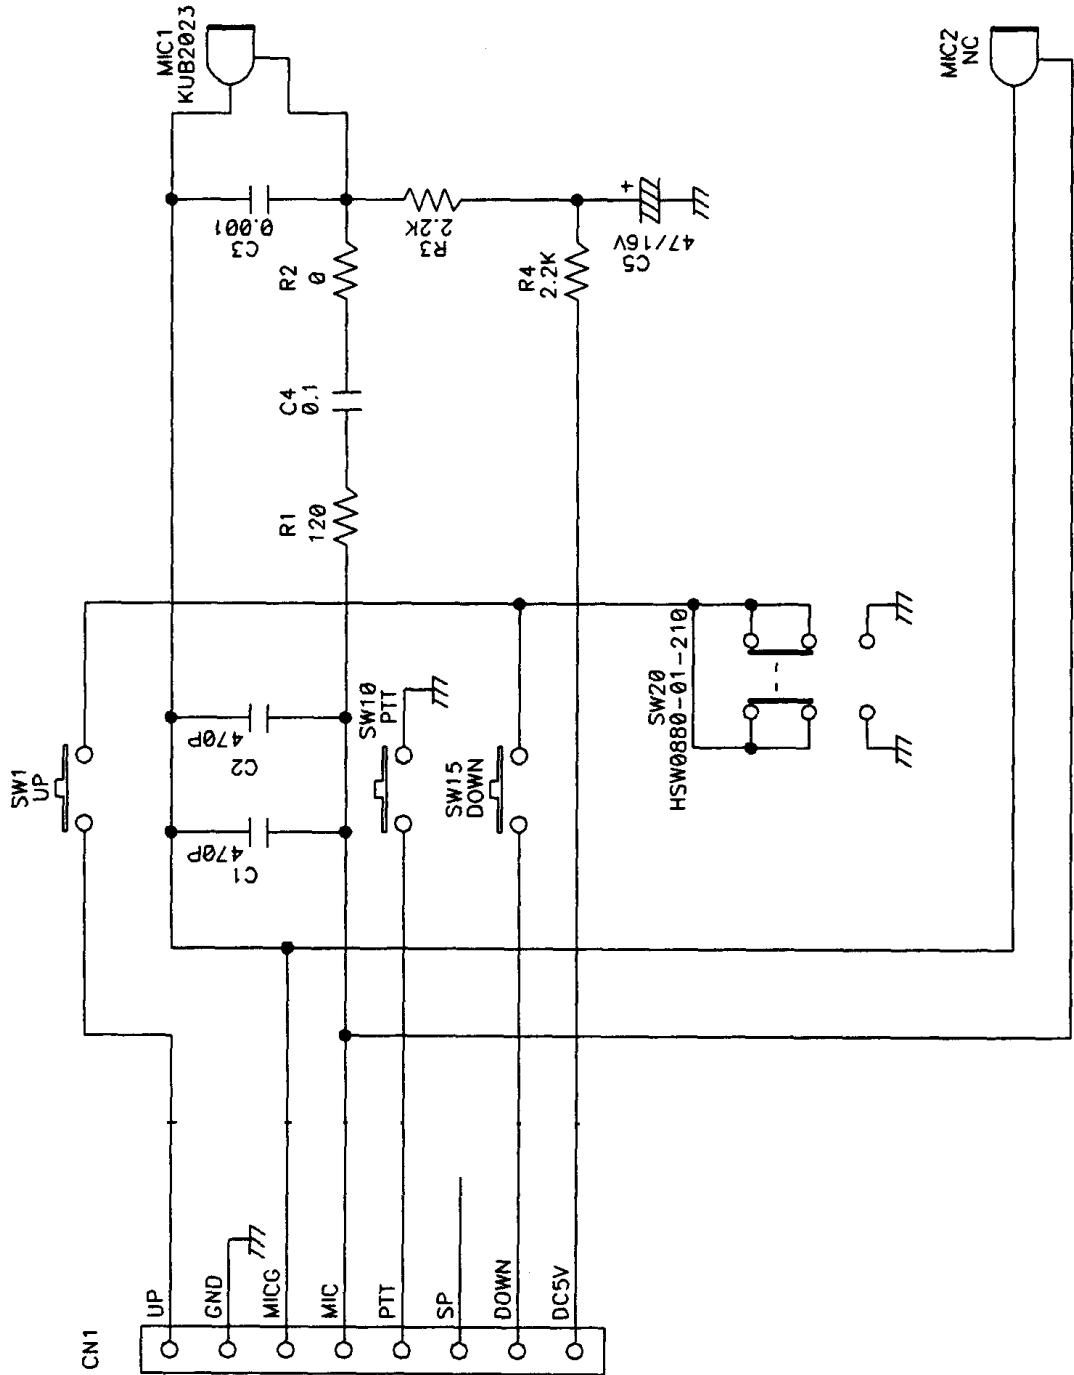 MIC1
KUB2023
MIC2
NC
C3
0.001
R2
0
R3
2.2K
R4
2.2K
C5
47/16V
C4
0.1
R1
120
SW1
UP
C2
470P
C1
470P
SW10
PTT
SW15
DOWN
SW20
HSW0880-01-210
CN1
UP
GND
MICG
MIC
PTT
SP
DOWN
DC5V
+